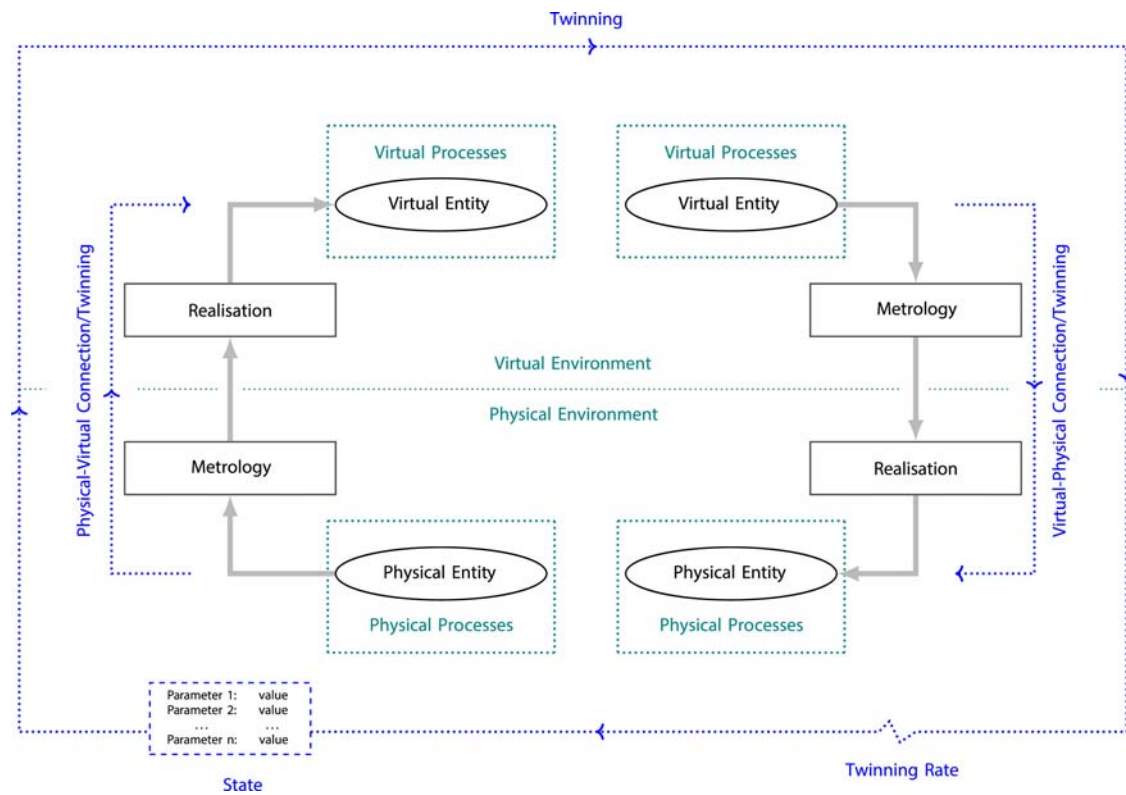 Twinning
Virtual Processes
Virtual Processes
Virtual Entity
Virtual Entity
Physical-Virtual Connection/Twinning
Virtual-Physical Connection/Twinning
Realisation
Metrology
Virtual Environment
Physical Environment
Metrology
Realisation
Physical Entity
Physical Entity
Physical Processes
Physical Processes
Parameter 1: value
Parameter 2: value
... ...
Parameter n: value
State
Twinning Rate